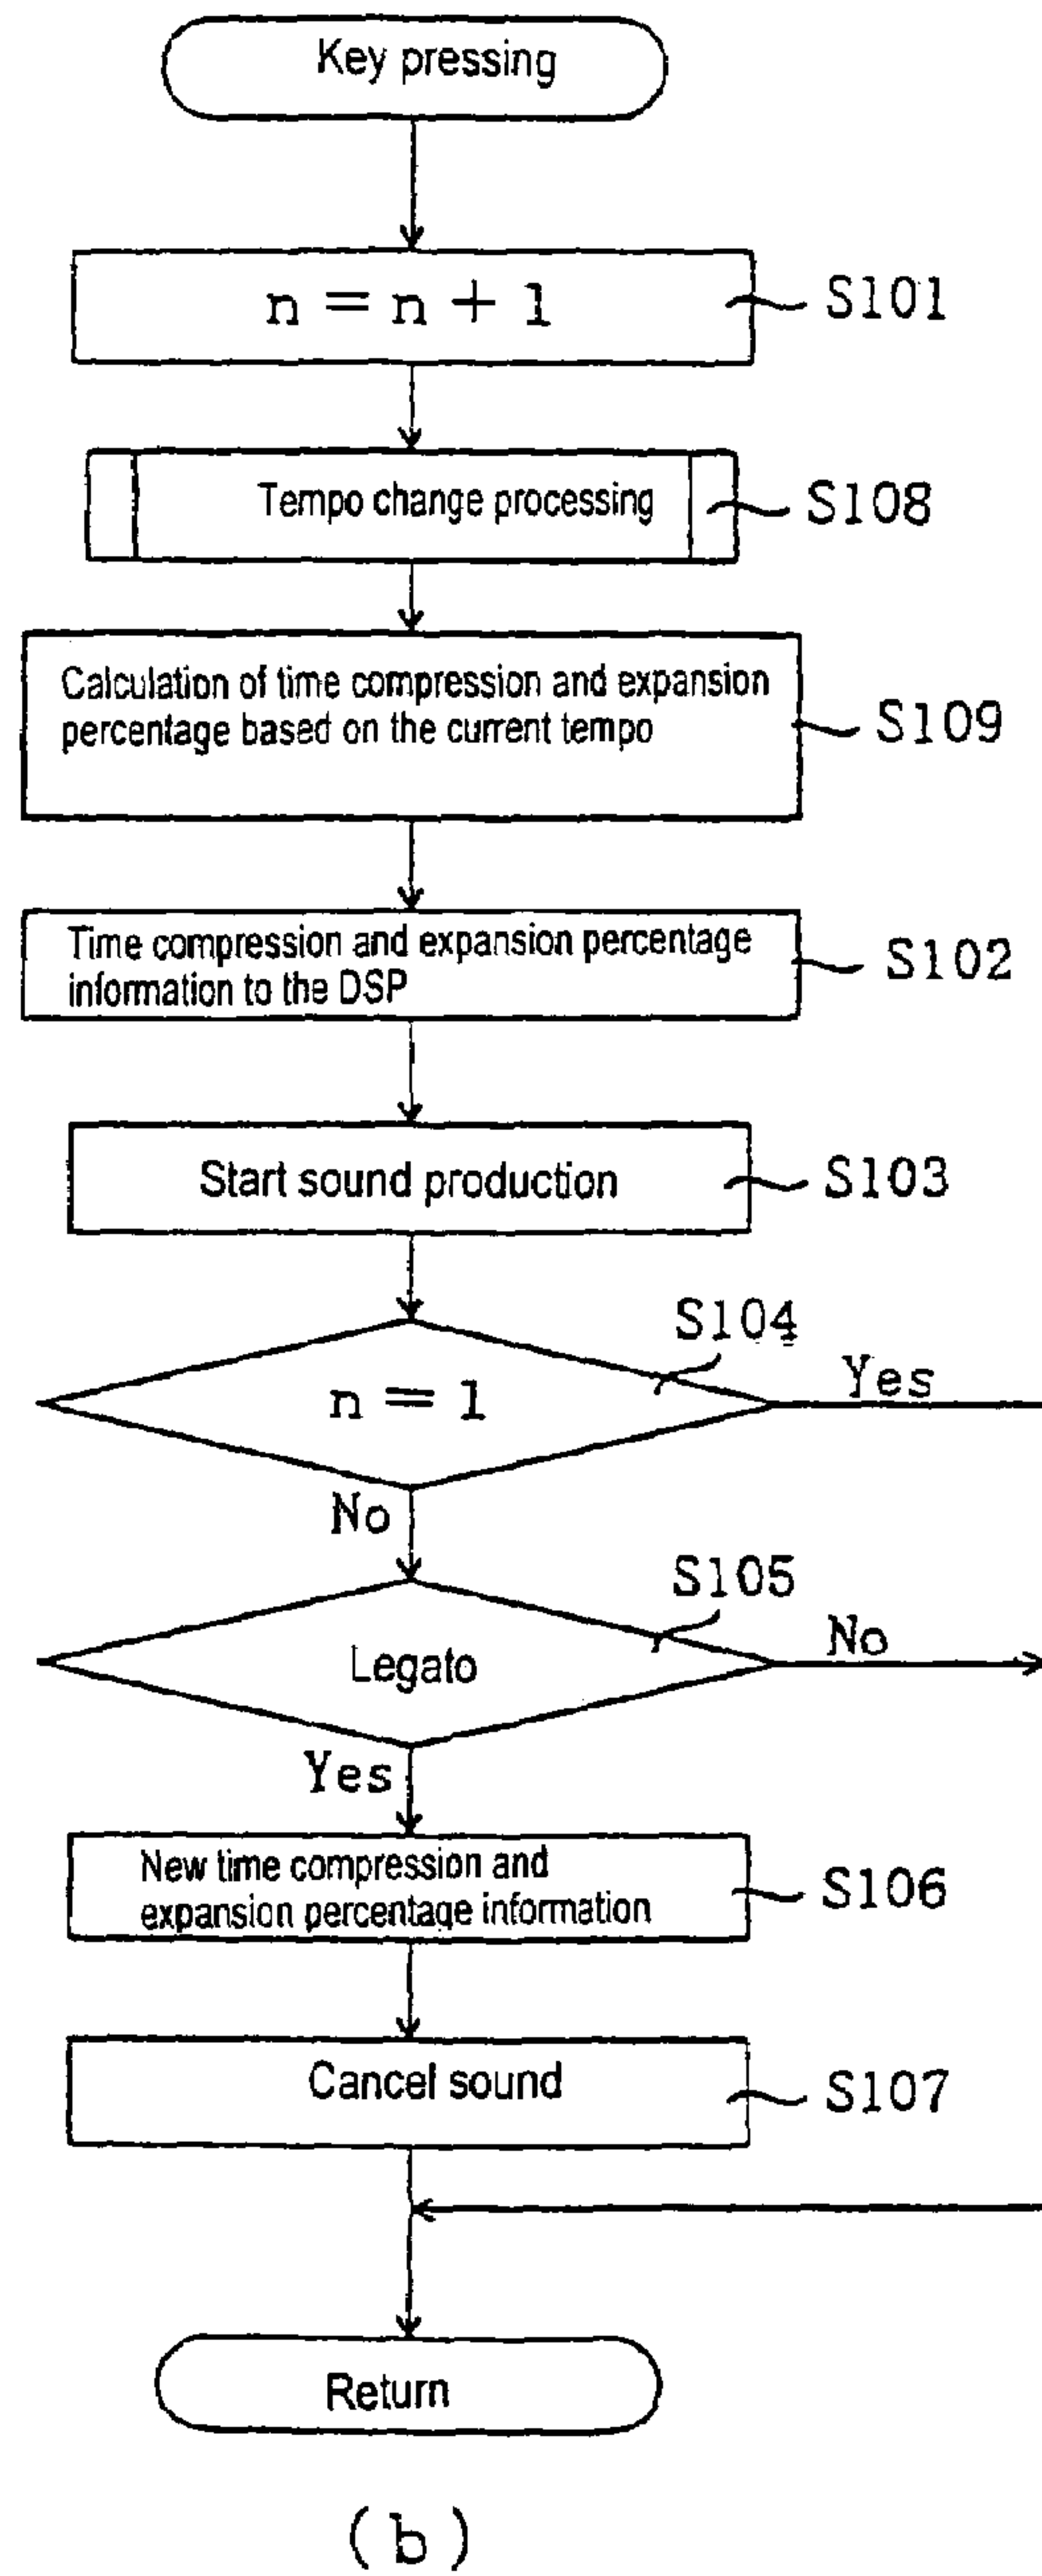 Key pressing
n = n + 1
S101
Tempo change processing
S108
Calculation of time compression and expansion
percentage based on the current tempo
S109
Time compression and expansion percentage
information to the DSP
S102
Start sound production
S103
S104
n = 1
Yes
No
S105
Legato
No
Yes
New time compression and
expansion percentage information
S106
Cancel sound
S107
Return
(b)